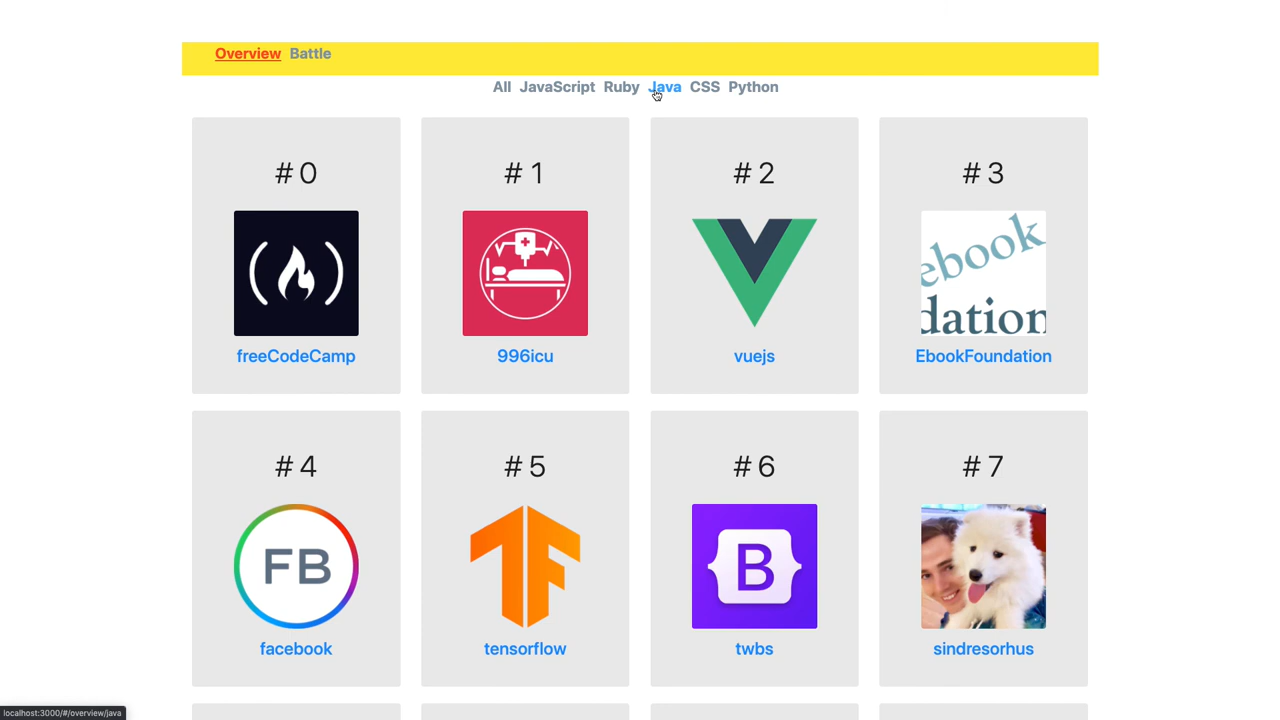 Overview Battle
All JavaScript Ruby Java CSS Python
# 0 # 1 # 2 # 3
ebook
dation
freeCodeCamp 996icu vuejs EbookFoundation
# 4 # 5 # 6 # 7
FB
B
facebook tensorflow twbs sindresorhus
localhost:3000/#/overview/java